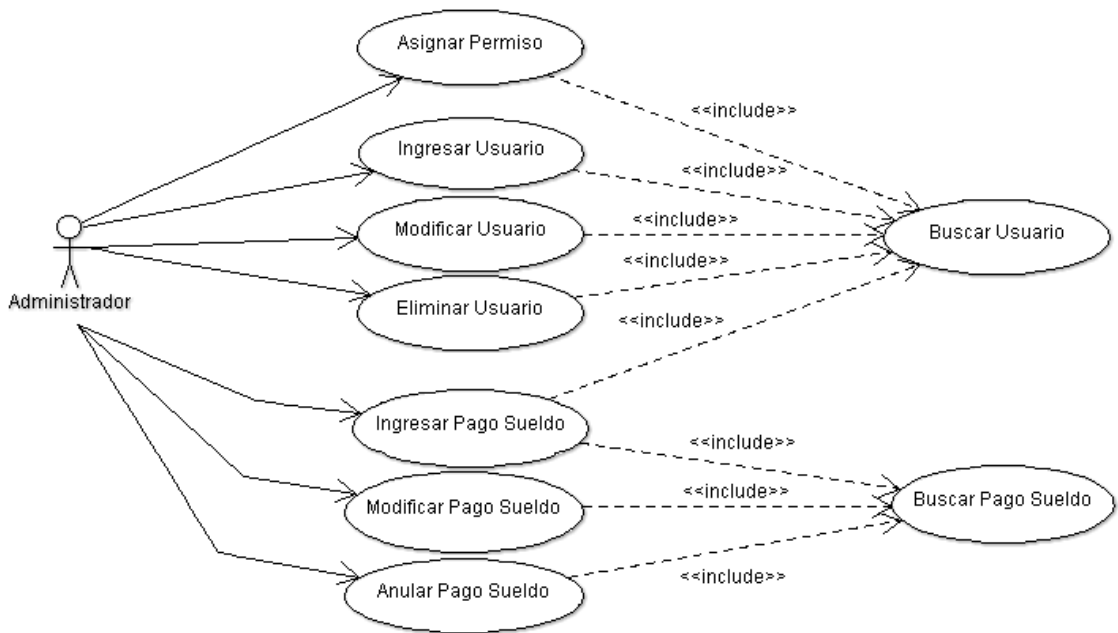 Asignar Permiso
<<include>>
Ingresar Usuario
<<include>>
Modificar Usuario
<<include>>
Buscar Usuario
<<include>>
Eliminar Usuario
Administrador
<<include>>
Ingresar Pago Sueldo
<<include>>
Modificar Pago Sueldo
<<include>>
Buscar Pago Sueldo
<<include>>
Anular Pago Sueldo